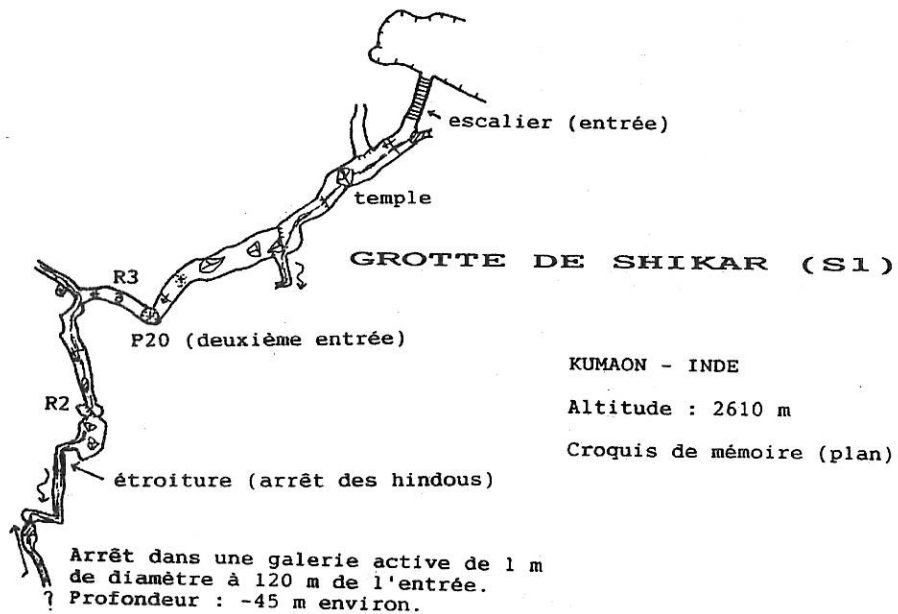 escalier (entrée)
temple
GROTTE DE SHIKAR (S1)
R3
P20 (deuxième entrée)
KUMAON - INDE
Altitude : 2610 m
R2
Croquis de mémoire (plan)
étroiture (arrêt des hindous)
Arrêt dans une galerie active de 1 m
de diamètre à 120 m de l'entrée.
? Profondeur : -45 m environ.